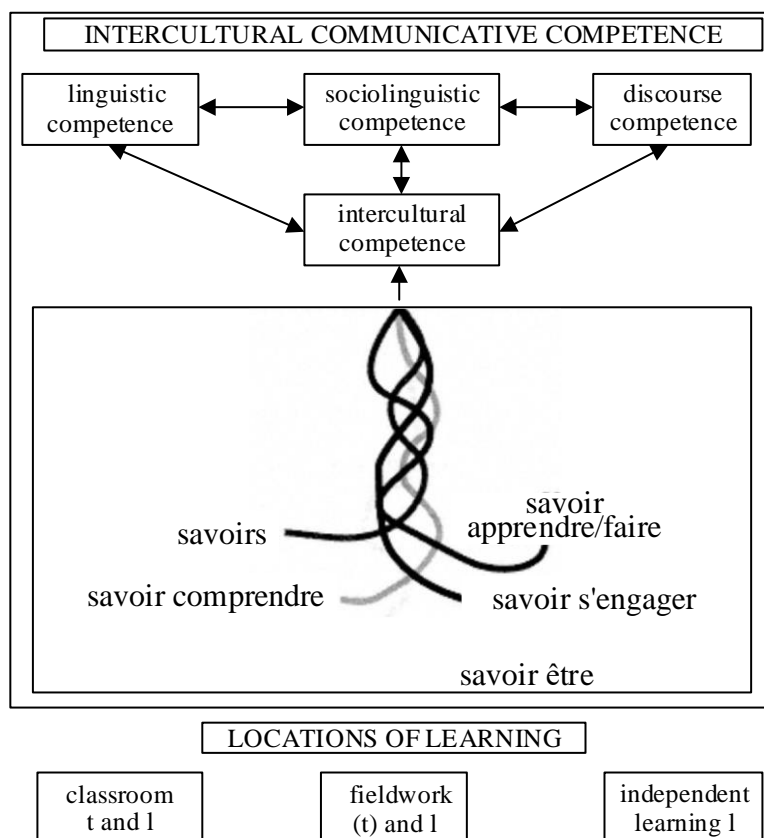 INTERCULTURAL COMMUNICATIVE COMPETENCE
linguistic
competence
sociolinguistic
competence
discourse
competence
intercultural
competence
savoirs
savoir
apprendre/faire
savoir comprendre
savoir s'engager
savoir être
LOCATIONS OF LEARNING
classroom
t and l
fieldwork
(t) and l
independent
learning l